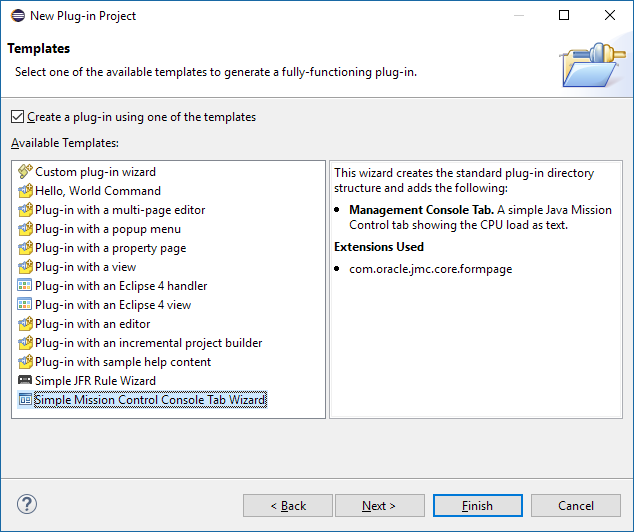 New Plug-in Project
Templates
Select one of the available templates to generate a fully-functioning plug-in.
Create a plug-in using one of the templates
Available Templates:
Custom plug-in wizard
Hello, World Command
Plug-in with a multi-page editor
Plug-in with a popup menu
Plug-in with a property page
Plug-in with a view
Plug-in with an Eclipse 4 handler
Plug-in with an Eclipse 4 view
Plug-in with an editor
Plug-in with an incremental project builder
Plug-in with sample help content
Simple JFR Rule Wizard
Simple Mission Control Console Tab Wizard
This wizard creates the standard plug-in directory
structure and adds the following:
• Management Console Tab. A simple Java Mission
Control tab showing the CPU load as text.
Extensions Used
• com.oracle.jmc.core.formpage
?
< Back
Next >
Finish
Cancel